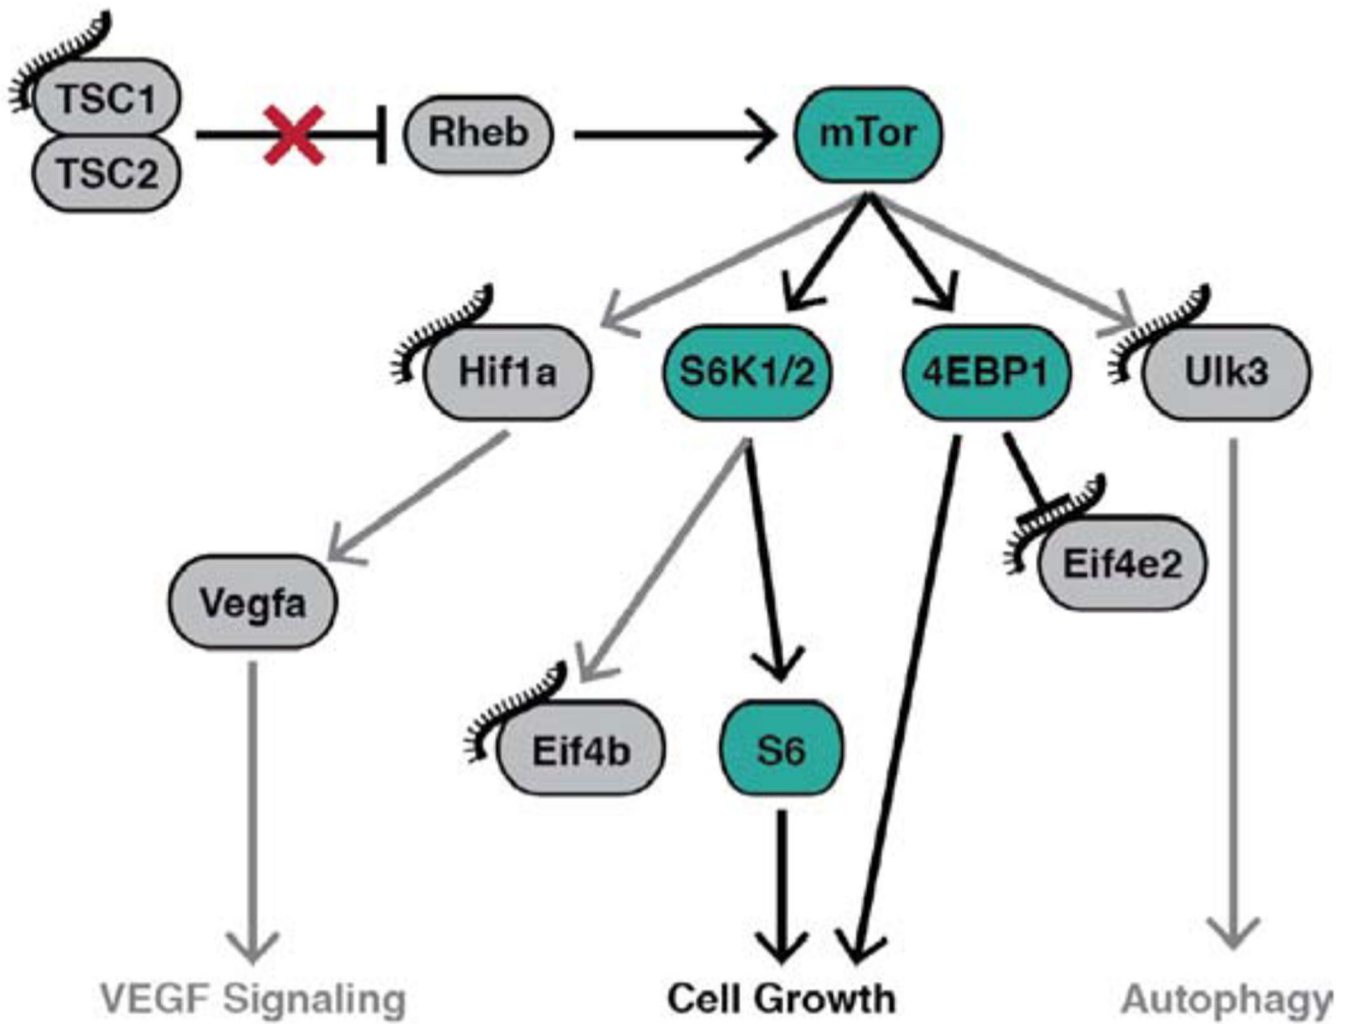 TSC1
TSC2
Rheb
mTor
Hif1a
S6K1/2
4EBP1
Ulk3
Eif4e2
Vegfa
Eif4b
S6
VEGF Signaling
Cell Growth
Autophagy